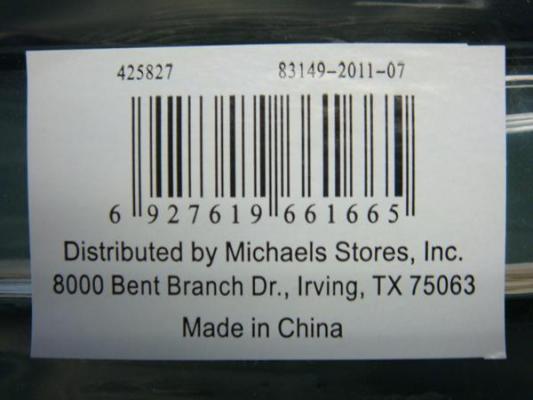 425827 83149-2011-07
6 927619 661665
Distributed by Michaels Stores, Inc.
8000 Bent Branch Dr., Irving, TX 75063
Made in China